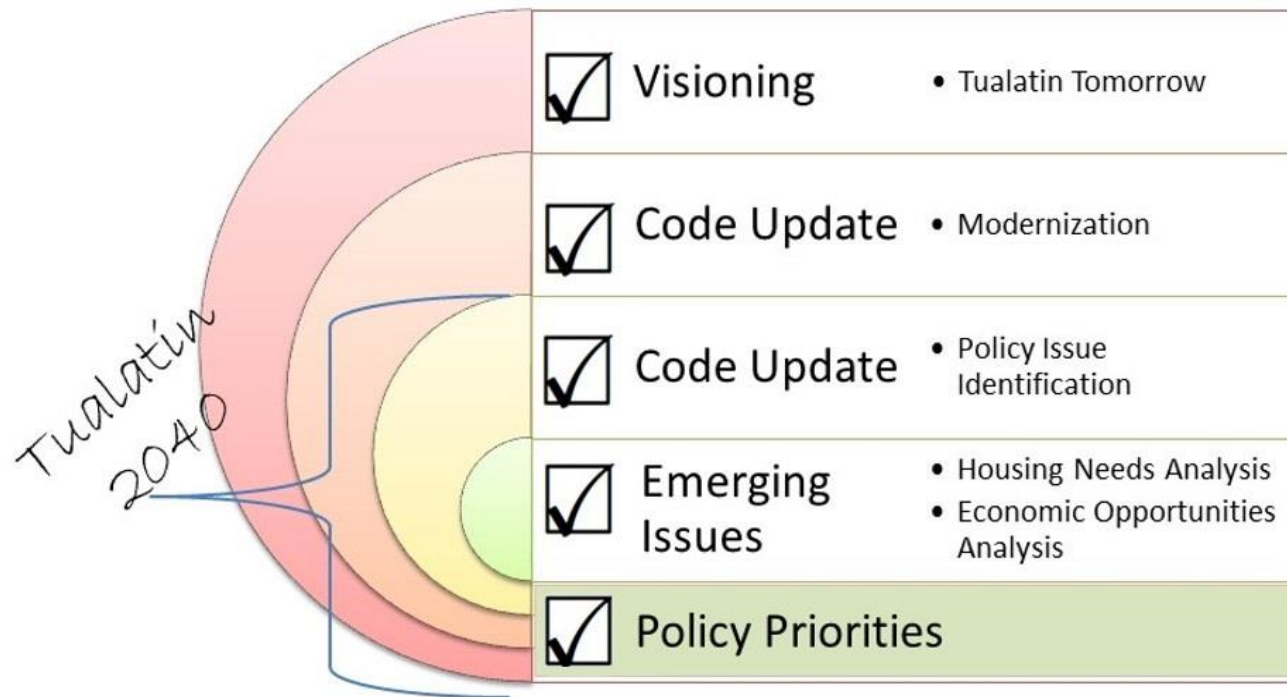 Visioning
• Tualatin Tomorrow
Code Update
• Modernization
Code Update
• Policy Issue
Identification
Emerging
Issues
• Housing Needs Analysis
• Economic Opportunities
Analysis
Policy Priorities
Tualatin
2040